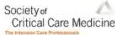 Society of
Critical Care Medicine
The Intensive Care Professionals